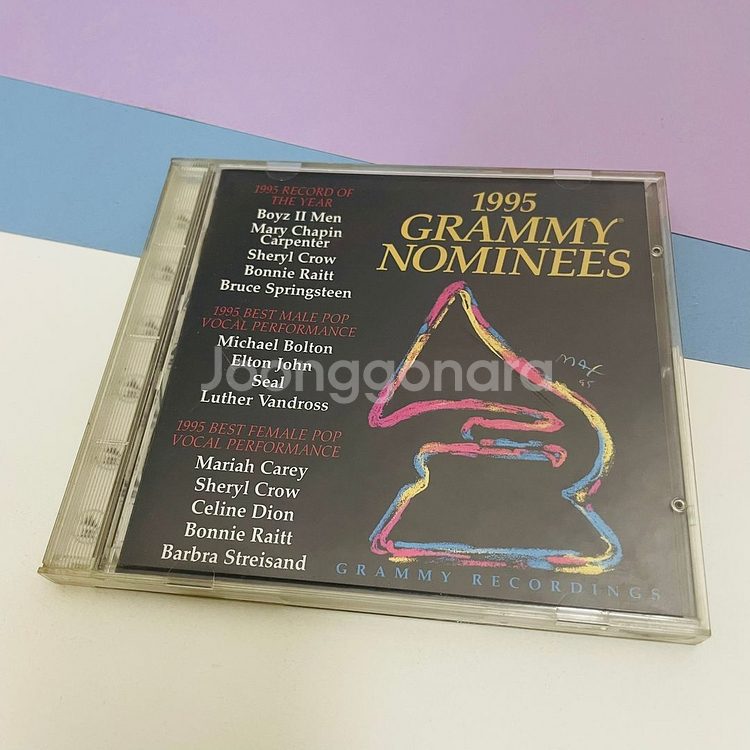 1995 RECORD OF
THE YEAR
Boyz II Men
Mary Chapin
Carpenter
Sheryl Crow
Bonnie Raitt
Bruce Springsteen
1995 BEST MALE POP
VOCAL PERFORMANCE
Michael Bolton
Elton John
Seal
Luther Vandross
1995 BEST FEMALE POP
VOCAL PERFORMANCE
Mariah Carey
Sheryl Crow
Celine Dion
Bonnie Raitt
Barbra Streisand
1995
GRAMMY®
NOMINEES
MAX
95
GRAMMY RECORDINGS
Joonggonara